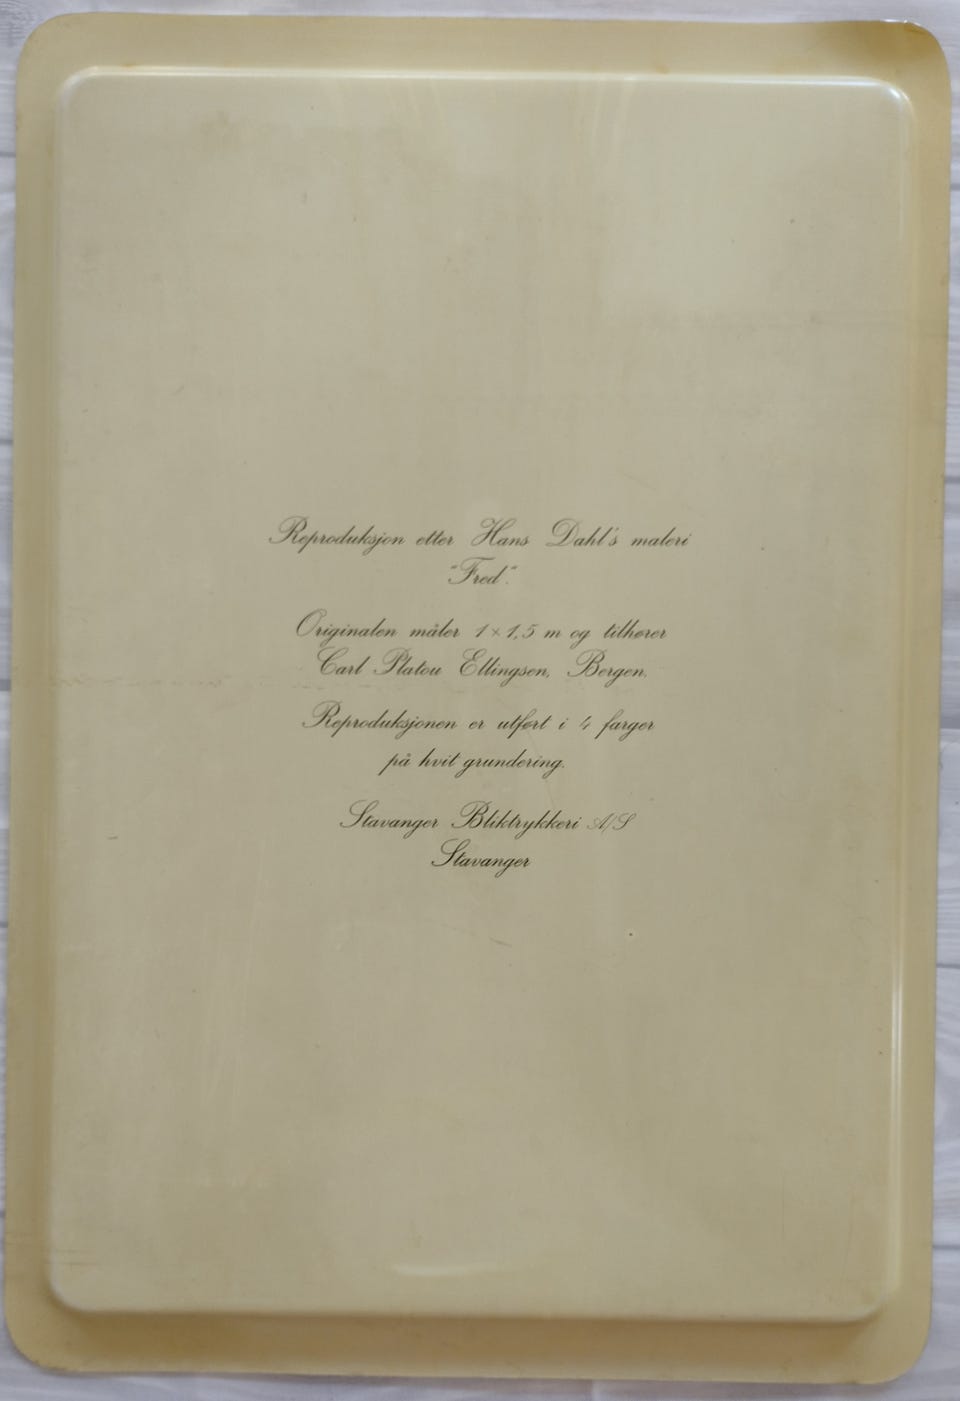 Reproduksjon etter Hans Dahl's maleri
"Fred".
Originalen måler 1 × 1,5 m og tilhører
Carl Platou Ellingsen, Bergen.
Reproduksjonen er utført i 4 farger
på hvit grundering.
Stavanger Bliktrykkeri A/S
Stavanger